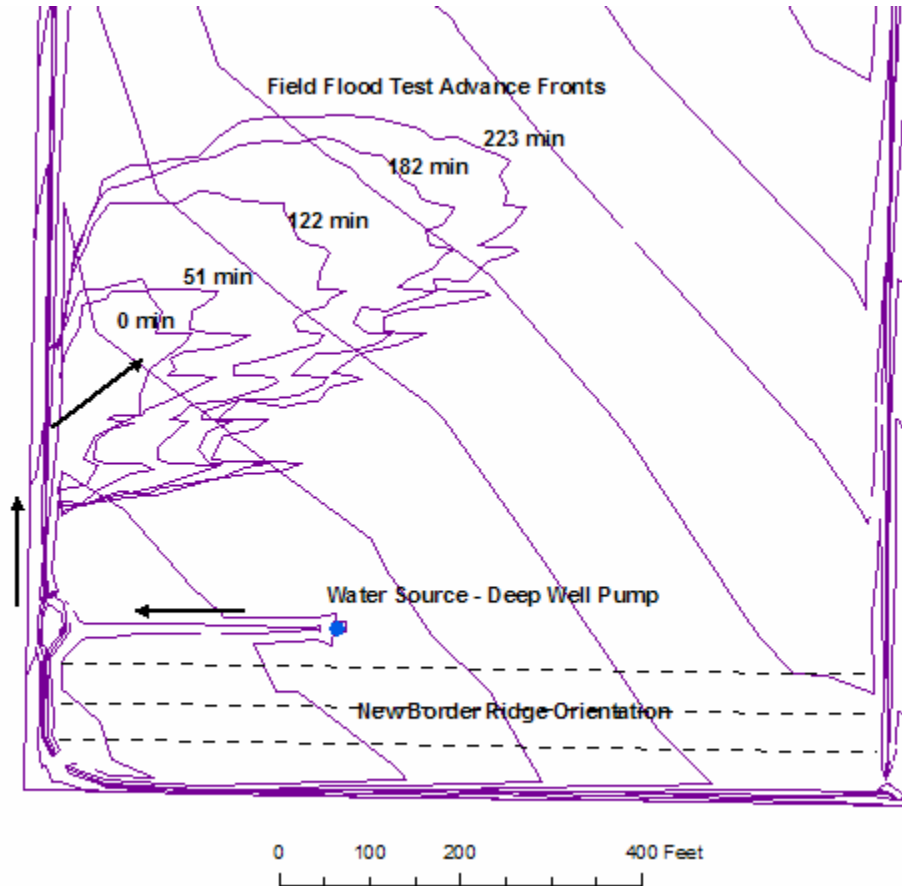 Field Flood Test Advance Fronts
223 min
182 min
122 min
51 min
0 min
Water Source - Deep Well Pump
New Border Ridge Orientation
0 100 200 400 Feet